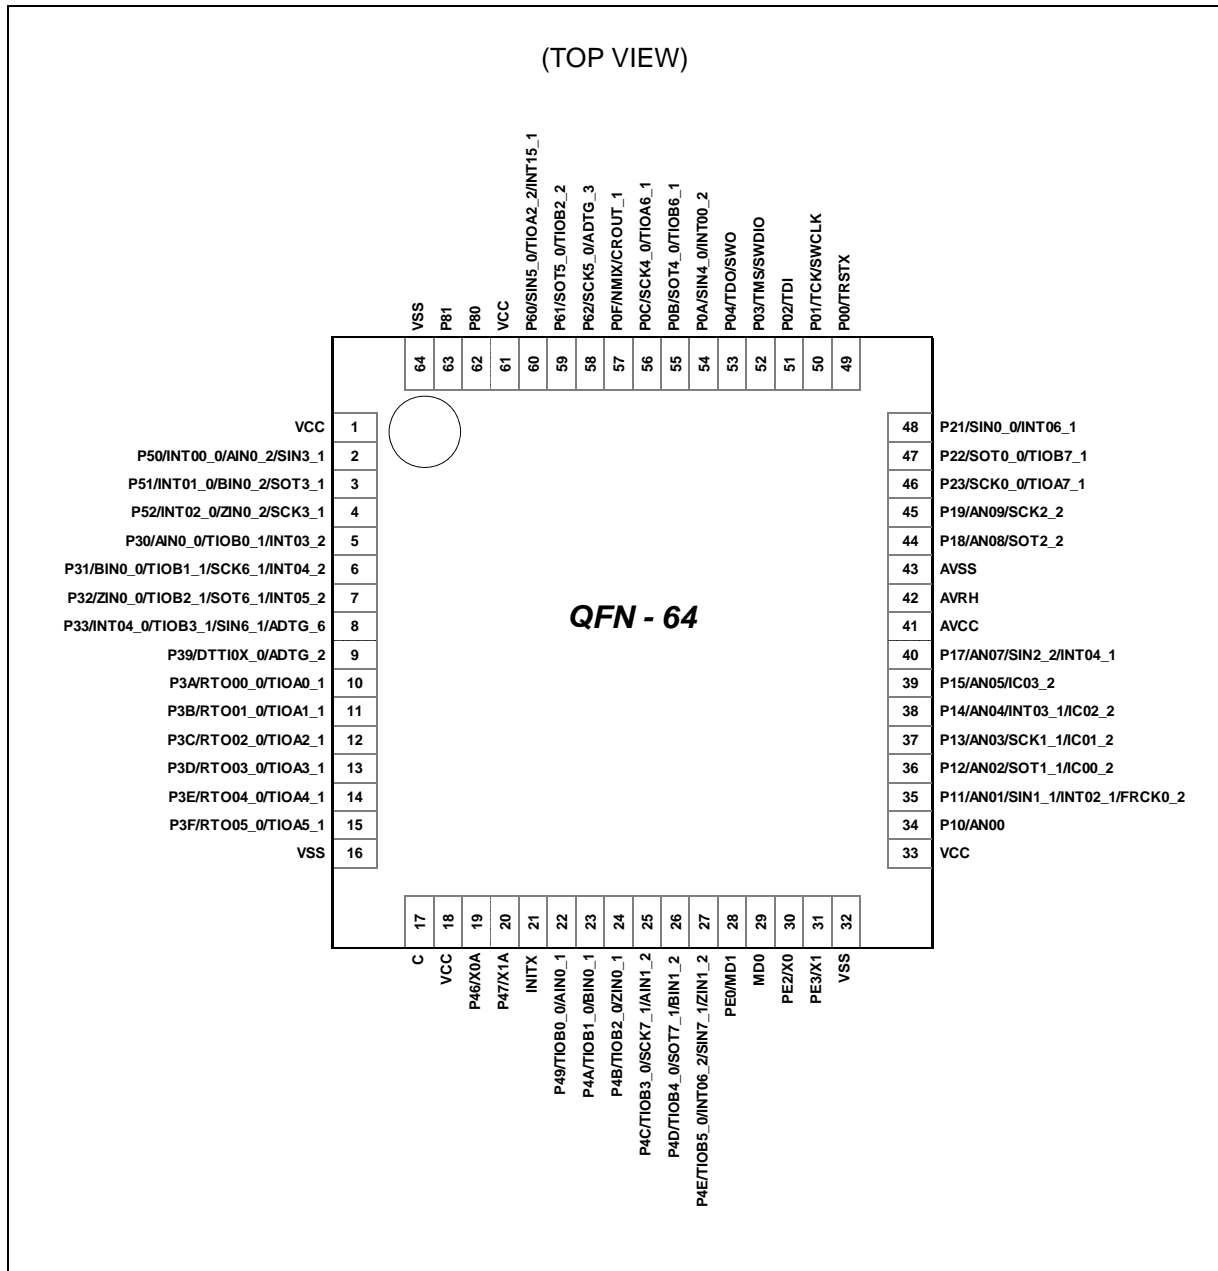 (TOP VIEW)
VSS
P81
P80
VCC
P60/SIN5_0/TIOA2_2/INT15_1
P61/SOT5_0/TIOB2_2
P62/SCK5_0/ADTG_3
P0F/NMIX/CROUT_1
P0C/SCK4_0/TIOA6_1
P0B/SOT4_0/TIOB6_1
P0A/SIN4_0/INT00_2
P04/TDO/SWO
P03/TMS/SWDIO
P02/TDI
P01/TCK/SWCLK
P00/TRSTX
64 63 62 61 60 59 58 57 56 55 54 53 52 51 50 49
VCC 1
P50/INT00_0/AIN0_2/SIN3_1 2
P51/INT01_0/BIN0_2/SOT3_1 3
P52/INT02_0/ZIN0_2/SCK3_1 4
P30/AIN0_0/TIOB0_1/INT03_2 5
P31/BIN0_0/TIOB1_1/SCK6_1/INT04_2 6
P32/ZIN0_0/TIOB2_1/SOT6_1/INT05_2 7
P33/INT04_0/TIOB3_1/SIN6_1/ADTG_6 8
P39/DTTI0X_0/ADTG_2 9
P3A/RTO00_0/TIOA0_1 10
P3B/RTO01_0/TIOA1_1 11
P3C/RTO02_0/TIOA2_1 12
P3D/RTO03_0/TIOA3_1 13
P3E/RTO04_0/TIOA4_1 14
P3F/RTO05_0/TIOA5_1 15
VSS 16
QFN - 64
48 P21/SIN0_0/INT06_1
47 P22/SOT0_0/TIOB7_1
46 P23/SCK0_0/TIOA7_1
45 P19/AN09/SCK2_2
44 P18/AN08/SOT2_2
43 AVSS
42 AVRH
41 AVCC
40 P17/AN07/SIN2_2/INT04_1
39 P15/AN05/IC03_2
38 P14/AN04/INT03_1/IC02_2
37 P13/AN03/SCK1_1/IC01_2
36 P12/AN02/SOT1_1/IC00_2
35 P11/AN01/SIN1_1/INT02_1/FRCK0_2
34 P10/AN00
33 VCC
17 18 19 20 21 22 23 24 25 26 27 28 29 30 31 32
C
VCC
P46/X0A
P47/X1A
INITX
P49/TIOB0_0/AIN0_1
P4A/TIOB1_0/BIN0_1
P4B/TIOB2_0/ZIN0_1
P4C/TIOB3_0/SCK7_1/AIN1_2
P4D/TIOB4_0/SOT7_1/BIN1_2
P4E/TIOB5_0/INT06_2/SIN7_1/ZIN1_2
PE0/MD1
MD0
PE2/X0
PE3/X1
VSS